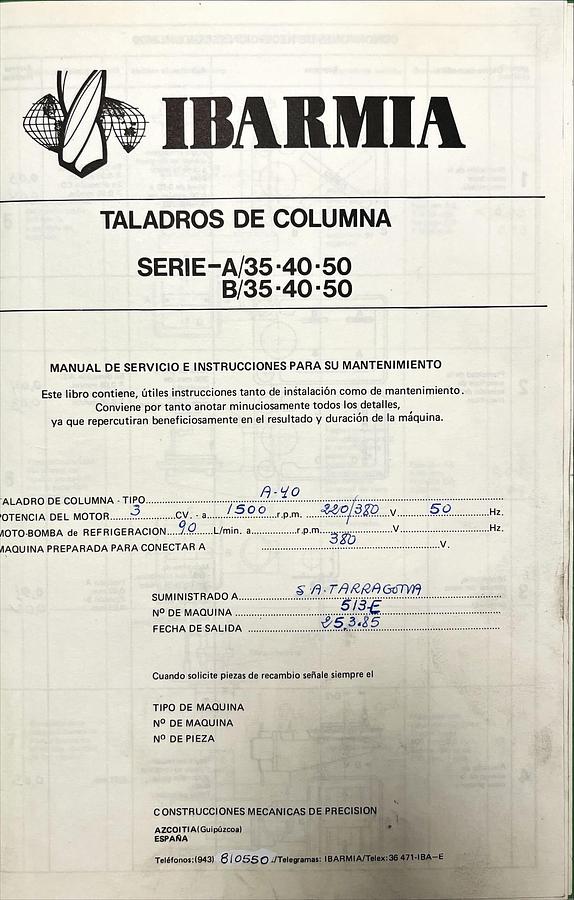 IBARMIA
TALADROS DE COLUMNA
SERIE-A/35·40·50
B/35·40·50
MANUAL DE SERVICIO E INSTRUCCIONES PARA SU MANTENIMIENTO
Este libro contiene, útiles instrucciones tanto de instalación como de mantenimiento.
Conviene por tanto anotar minuciosamente todos los detalles,
ya que repercutiran beneficiosamente en el resultado y duración de la máquina.
TALADRO DE COLUMNA - TIPO A-40
POTENCIA DEL MOTOR 3 CV. - a 1500 r.p.m. 220/380 V 50 Hz.
MOTO-BOMBA de REFRIGERACION 90 L/min. a r.p.m. V Hz.
MAQUINA PREPARADA PARA CONECTAR A 380 V.
SUMINISTRADO A S A. TARRAGONA
Nº DE MAQUINA 513-E
FECHA DE SALIDA 25.3.85
Cuando solicite piezas de recambio señale siempre el
TIPO DE MAQUINA
Nº DE MAQUINA
Nº DE PIEZA
CONSTRUCCIONES MECANICAS DE PRECISION
AZCOITIA (Guipúzcoa)
ESPAÑA
Teléfonos:(943) 810550./Telegramas: IBARMIA/Telex:36 471-IBA-E